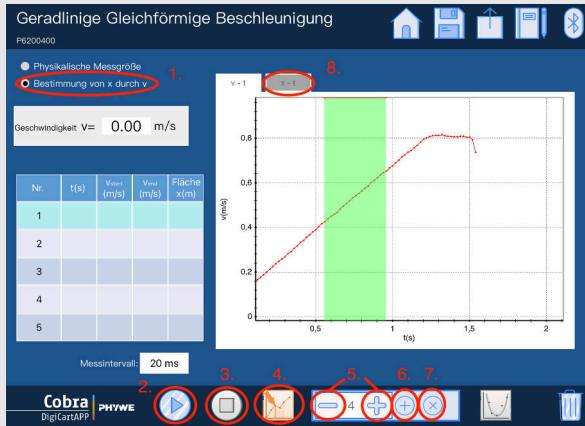 Geradlinige Gleichförmige Beschleunigung
P6200400
Physikalische Messgröße
1.
Bestimmung von x durch v
8.
v - t
x - t
Geschwindigkeit v= 0.00 m/s
Nr. t(s) Vstart (m/s) Vend (m/s) Fläche x(m)
1
2
3
4
5
v(m/s)
0,8
0,6
0,4
0,2
0
0,5 1 1,5 2
t(s)
Messintervall: 20 ms
2. 3. 4. 5. 6. 7.
4
Cobra PHYWE
DigiCartAPP